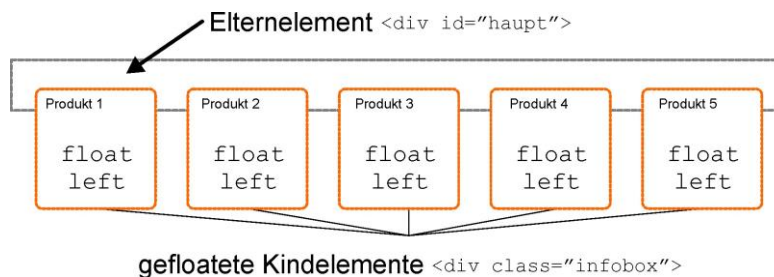 Elternelement <div id=”haupt”>
Produkt 1 Produkt 2 Produkt 3 Produkt 4 Produkt 5
float float float float float
left left left left left
gefloatete Kindelemente <div class=”infobox”>